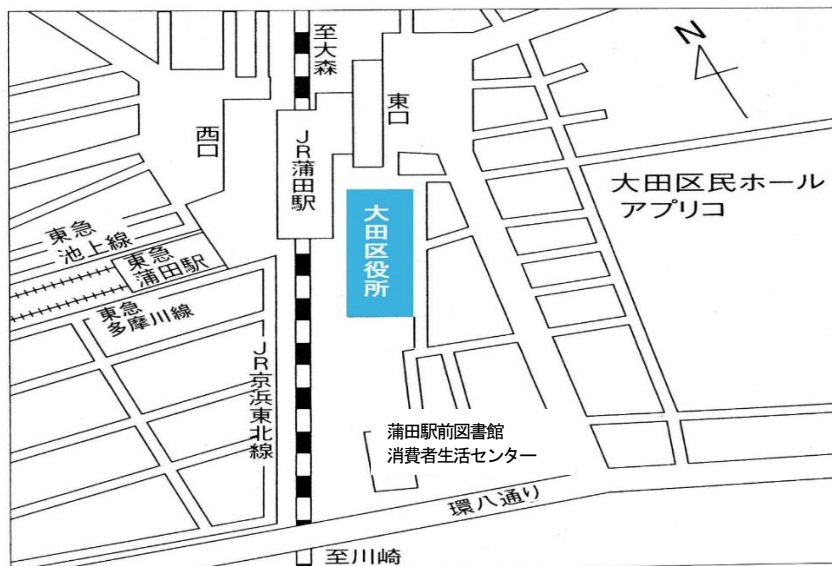 至大森
N
東口
西口
JR蒲田駅
大田区民ホール
アプリコ
大田区役所
東急
池上線
東急
蒲田駅
東急
多摩川線
JR京浜東北線
蒲田駅前図書館
消費者生活センター
環八通り
至川崎